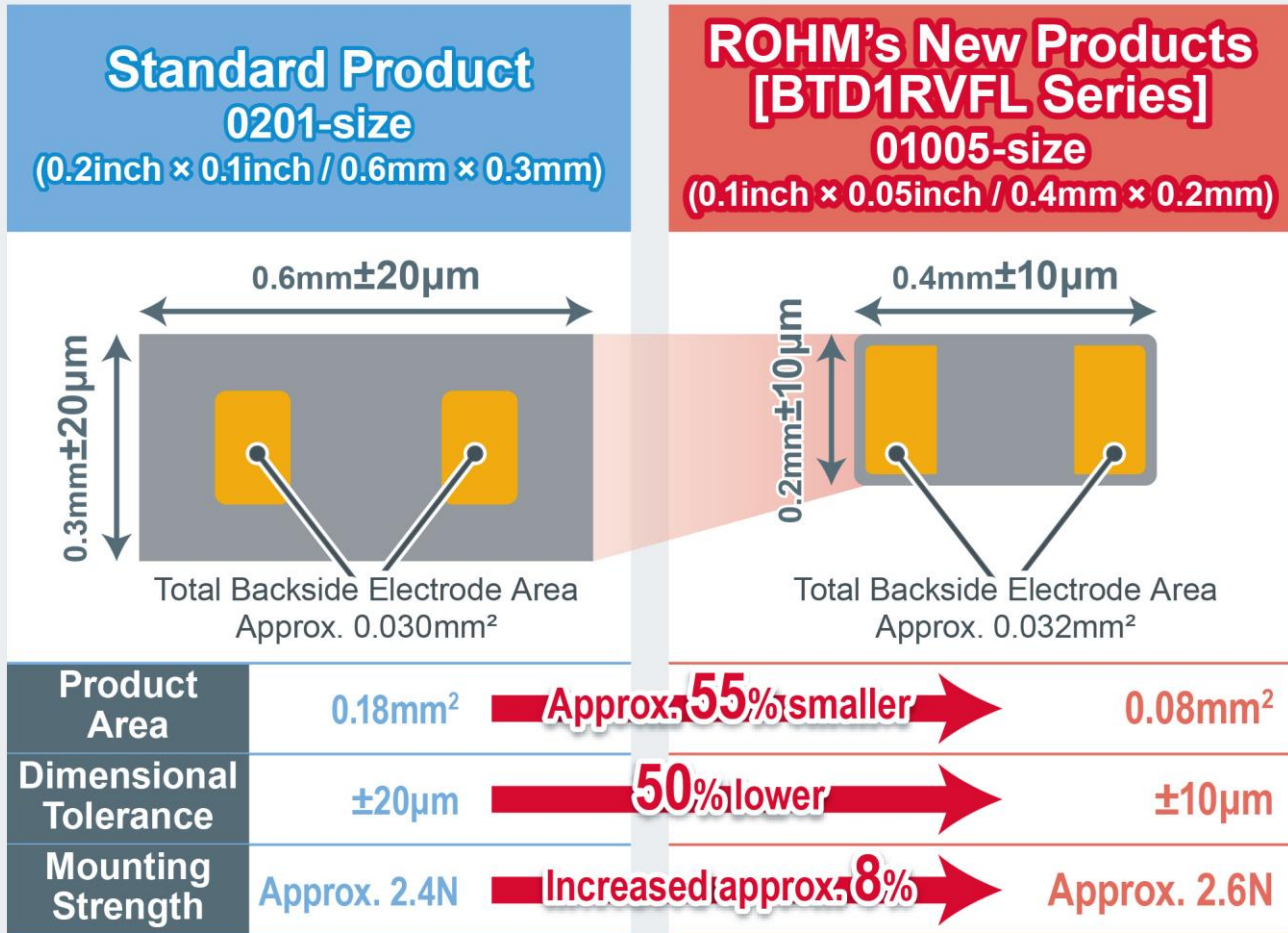 Standard Product
0201-size
(0.2inch × 0.1inch / 0.6mm × 0.3mm)
ROHM's New Products
[BTD1RVFL Series]
01005-size
(0.1inch × 0.05inch / 0.4mm × 0.2mm)
0.6mm±20μm
0.3mm±20μm
Total Backside Electrode Area
Approx. 0.030mm²
0.4mm±10μm
0.2mm±10μm
Total Backside Electrode Area
Approx. 0.032mm²
Product
Area
0.18mm²
Approx. 55% smaller
0.08mm²
Dimensional
Tolerance
±20μm
50% lower
±10μm
Mounting
Strength
Approx. 2.4N
Increased approx. 8%
Approx. 2.6N